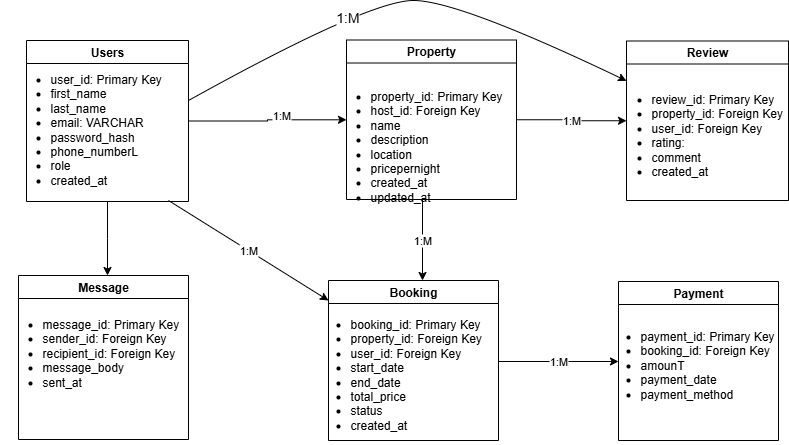 1:M
Users
user_id: Primary Key
first_name
last_name
email: VARCHAR
password_hash
phone_numberL
role
created_at
1:M
Property
property_id: Primary Key
host_id: Foreign Key
name
description
location
pricepernight
created_at
updated_at
1:M
Review
review_id: Primary Key
property_id: Foreign Key
user_id: Foreign Key
rating:
comment
created_at
1:M
1:M
Message
message_id: Primary Key
sender_id: Foreign Key
recipient_id: Foreign Key
message_body
sent_at
Booking
booking_id: Primary Key
property_id: Foreign Key
user_id: Foreign Key
start_date
end_date
total_price
status
created_at
1:M
Payment
payment_id: Primary Key
booking_id: Foreign Key
amounT
payment_date
payment_method